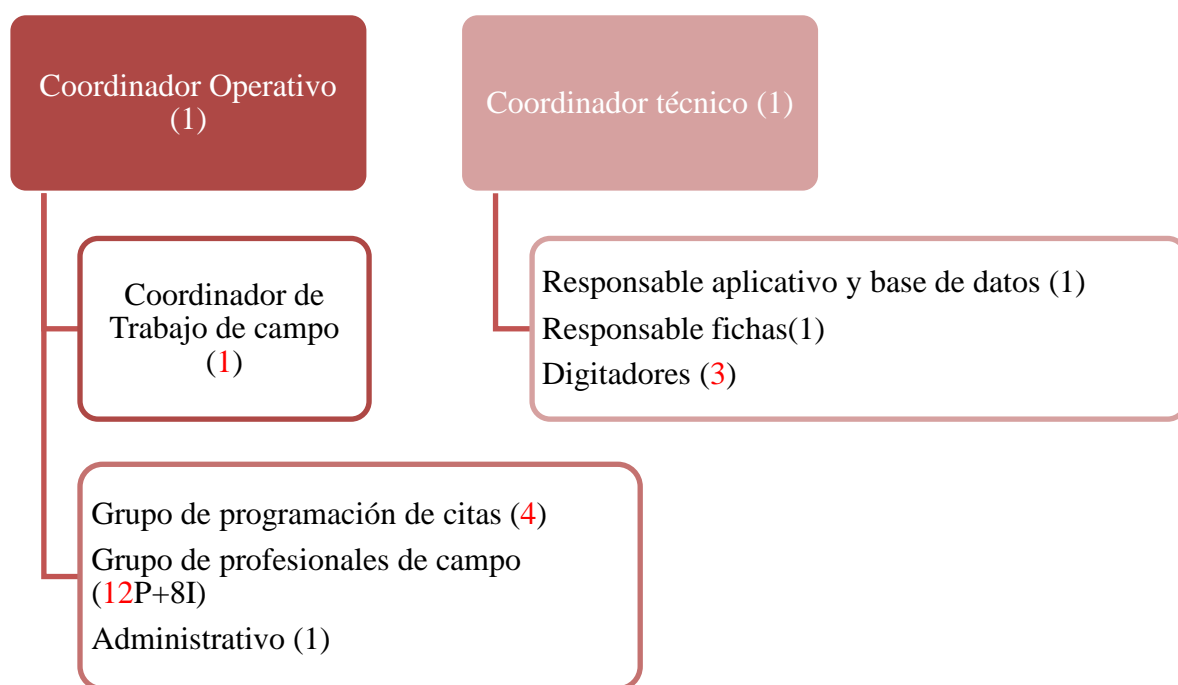 Coordinador Operativo
(1)
Coordinador de
Trabajo de campo
(1)
Grupo de programación de citas (4)
Grupo de profesionales de campo
(12P+8I)
Administrativo (1)
Coordinador técnico (1)
Responsable aplicativo y base de datos (1)
Responsable fichas(1)
Digitadores (3)